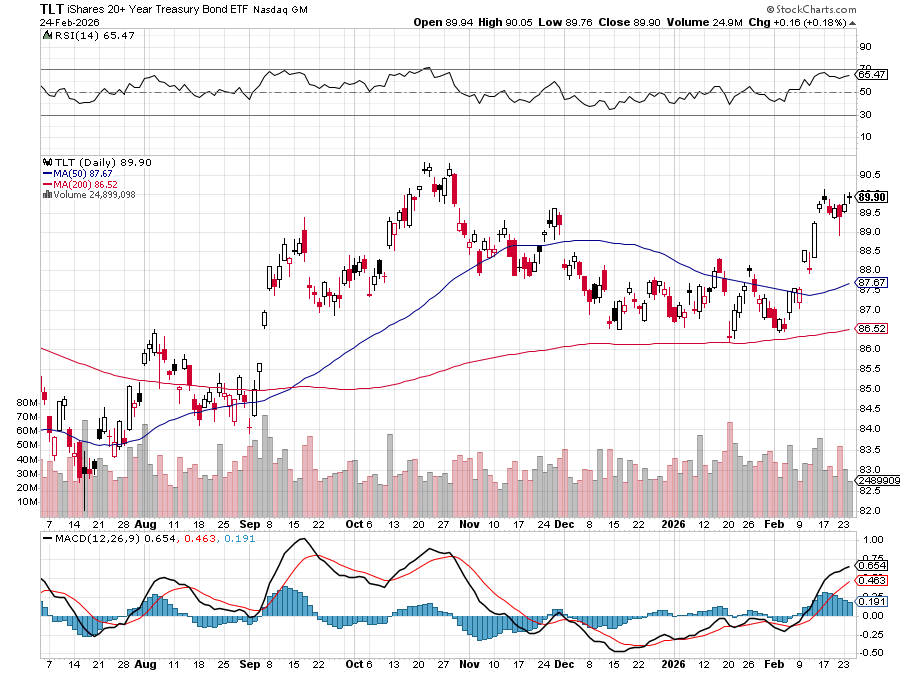 TLT iShares 20+ Year Treasury Bond ETF Nasdaq GM © StockCharts.com
24-Feb-2026 Open 89.94 High 90.05 Low 89.76 Close 89.90 Volume 24.9M Chg +0.16 (+0.18%)
RSI(14) 65.47
90
70
65.47
50
30
10
TLT (Daily) 89.90
MA(50) 87.67
MA(200) 86.52
Volume 24,899,098
90.5
89.90
89.5
89.0
88.5
88.0
87.67
87.5
87.0
86.52
86.0
85.5
85.0
80M 84.5
70M
60M 84.0
50M 83.5
40M
30M 83.0
2489909
20M 82.5
10M
82.0
7 14 21 28 Aug 11 18 25 Sep 8 15 22 Oct 6 13 20 27 Nov 10 17 24 Dec 8 15 22 2026 12 20 26 Feb 9 17 23
MACD(12,26,9) 0.654, 0.463, 0.191
1.00
0.75
0.654
0.463
0.191
0.00
-0.25
-0.50
7 14 21 28 Aug 11 18 25 Sep 8 15 22 Oct 6 13 20 27 Nov 10 17 24 Dec 8 15 22 2026 12 20 26 Feb 9 17 23